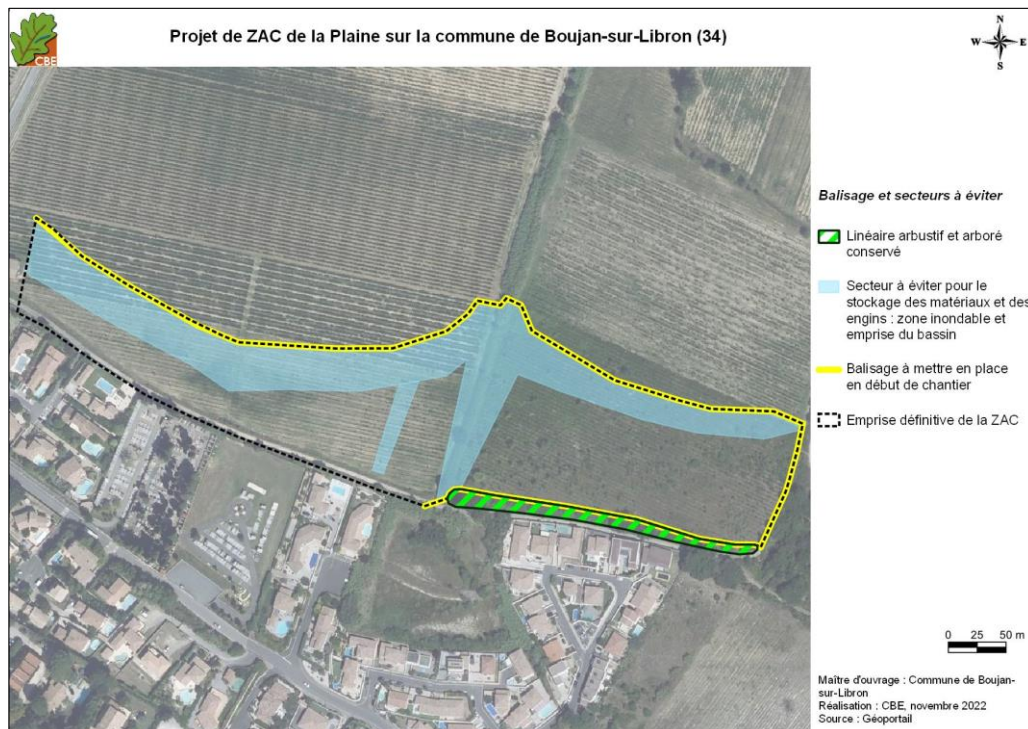 CBE
Projet de ZAC de la Plaine sur la commune de Boujan-sur-Libron (34)
N
W E
S
Balisage et secteurs à éviter
Linéaire arbustif et arboré
conservé
Secteur à éviter pour le
stockage des matériaux et des
engins : zone inondable et
emprise du bassin
Balisage à mettre en place
en début de chantier
Emprise définitive de la ZAC
0 25 50 m
Maître d'ouvrage : Commune de Boujan-
sur-Libron
Réalisation : CBE, novembre 2022
Source : Géoportail